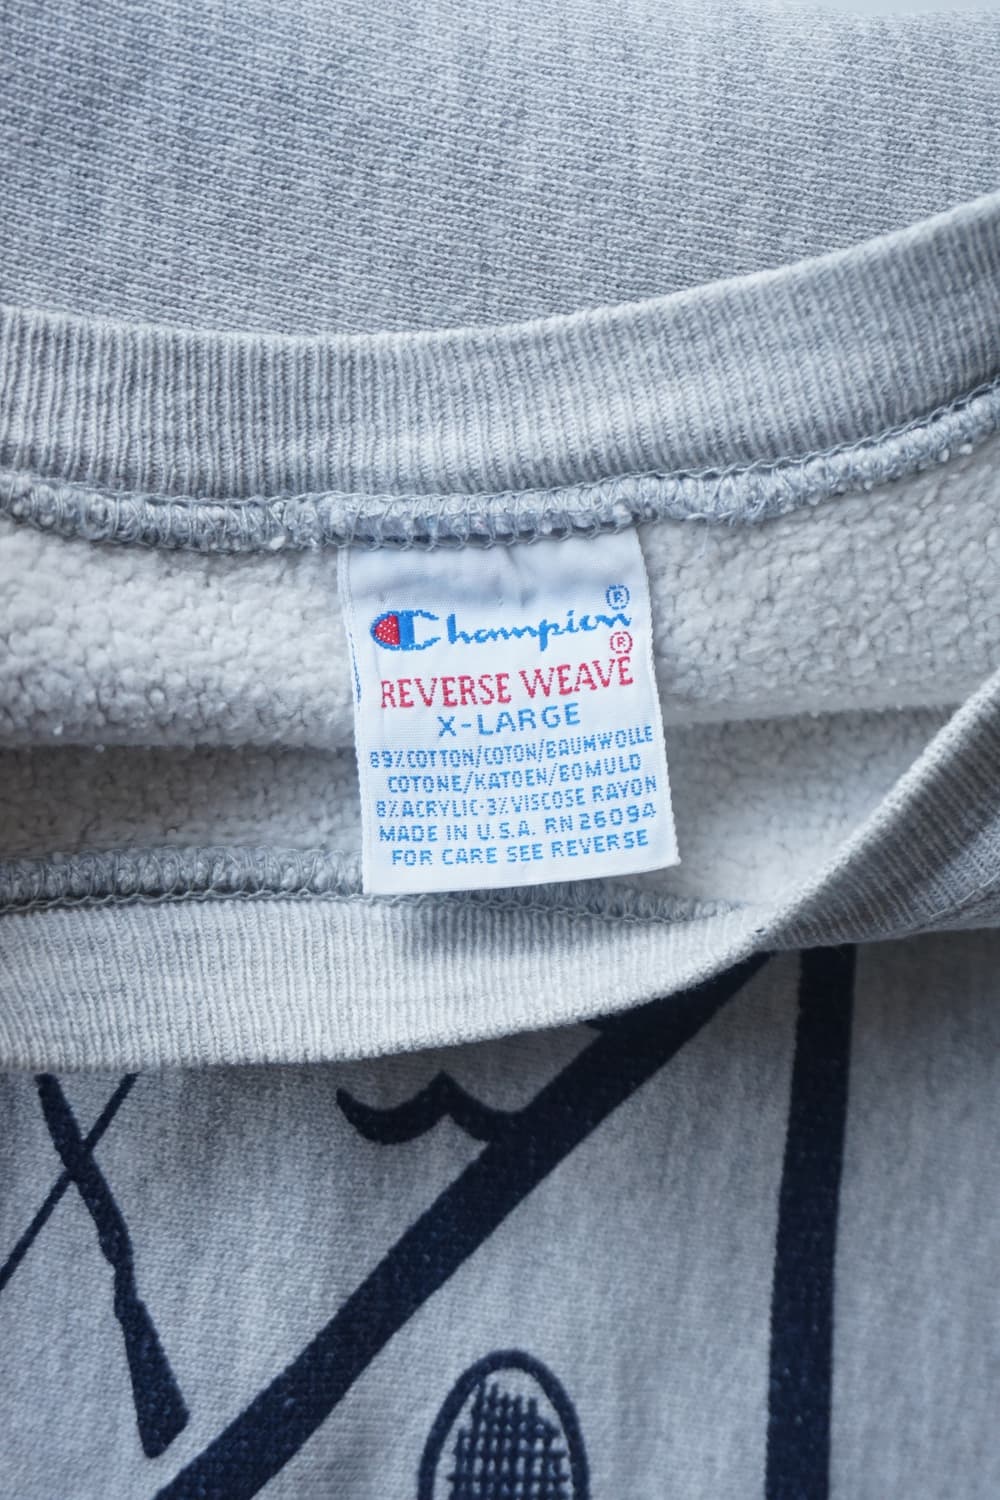 Champion®
REVERSE WEAVE®
X-LARGE
89%COTTON/COTON/BAUMWOLLE
COTONE/KATOEN/BOMULD
8%ACRYLIC-3%VISCOSE RAYON
MADE IN U.S.A. RN 26094
FOR CARE SEE REVERSE